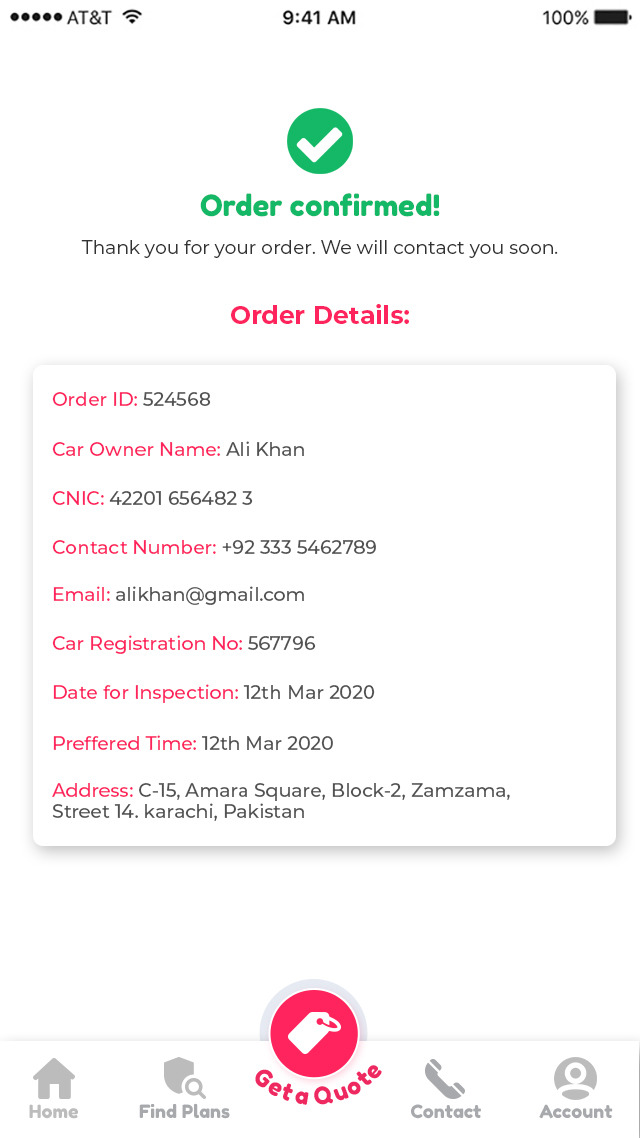 AT&T 9:41 AM 100%
Order confirmed!
Thank you for your order. We will contact you soon.
Order Details:
Order ID: 524568
Car Owner Name: Ali Khan
CNIC: 42201 656482 3
Contact Number: +92 333 5462789
Email: alikhan@gmail.com
Car Registration No: 567796
Date for Inspection: 12th Mar 2020
Preffered Time: 12th Mar 2020
Address: C-15, Amara Square, Block-2, Zamzama,
Street 14. karachi, Pakistan
Home
Find Plans
Get a Quote
Contact
Account